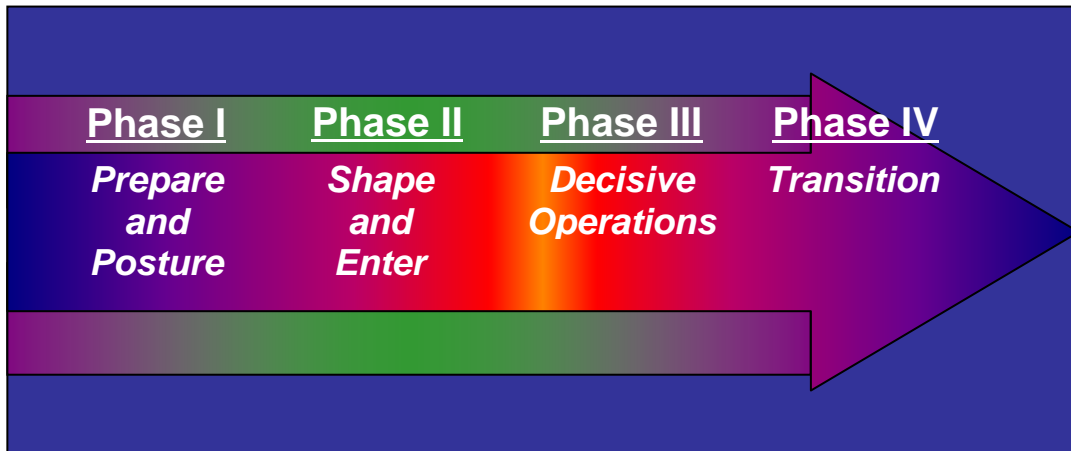 Phase I
Prepare
and
Posture
Phase II
Shape
and
Enter
Phase III
Decisive
Operations
Phase IV
Transition